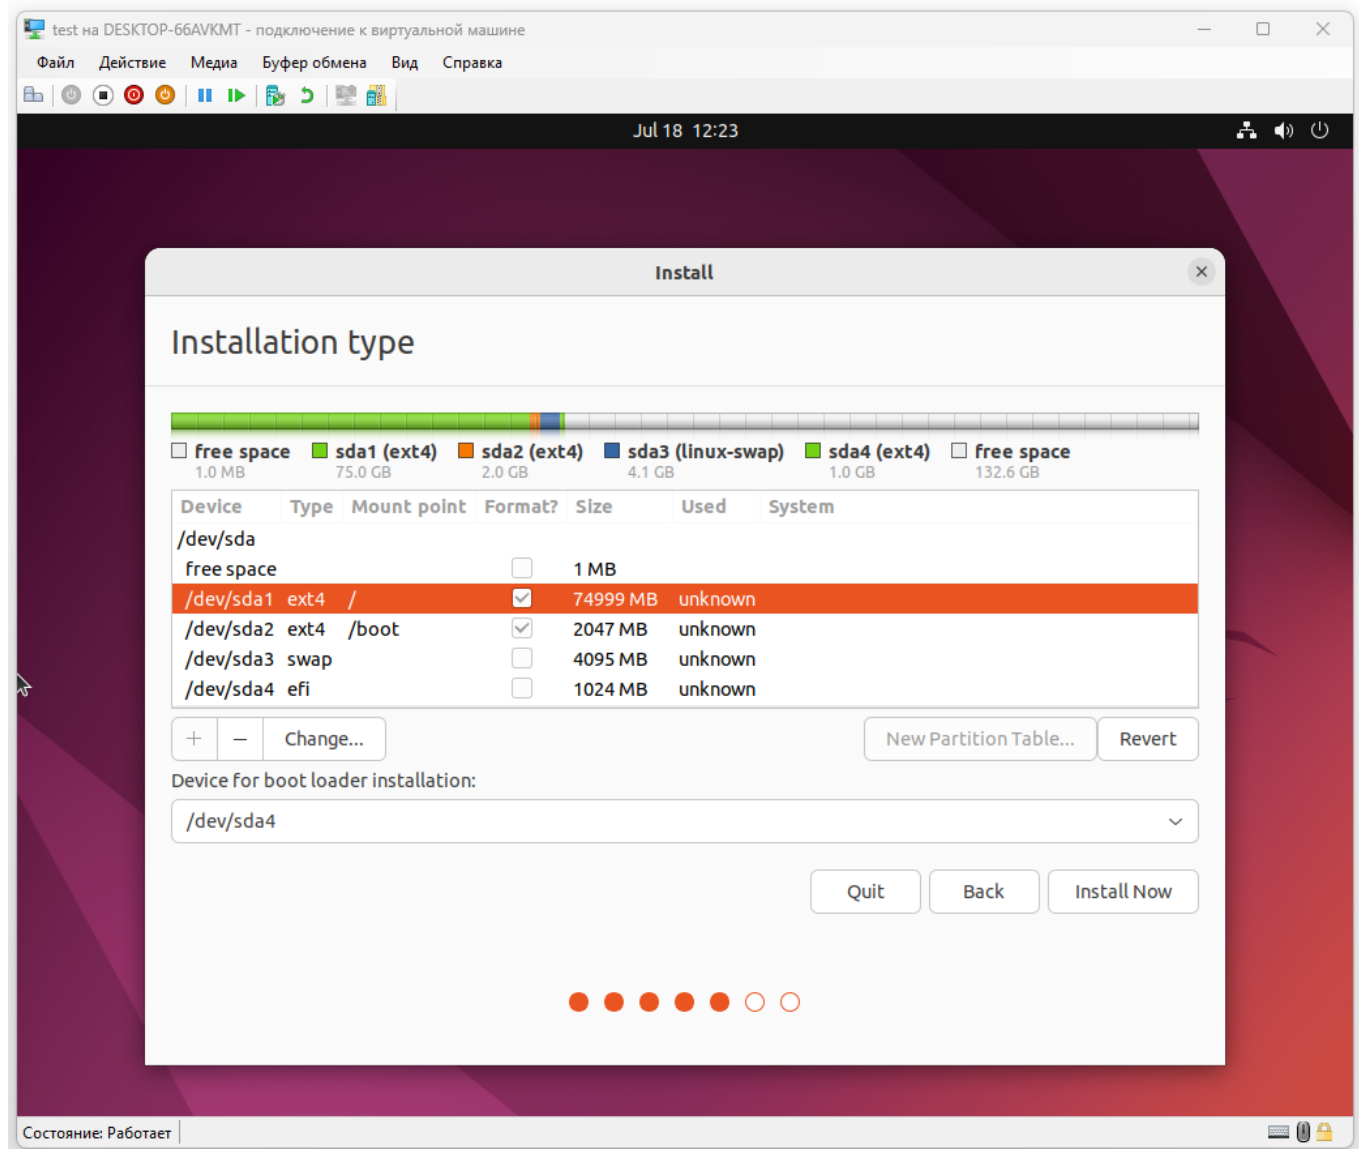 test на DESKTOP-66AVKMT - подключение к виртуальной машине
Файл Действие Медиа Буфер обмена Вид Справка
Jul 18 12:23
Install
Installation type
free space sda1 (ext4) sda2 (ext4) sda3 (linux-swap) sda4 (ext4) free space
1.0 MB 75.0 GB 2.0 GB 4.1 GB 1.0 GB 132.6 GB
Device Type Mount point Format? Size Used System
/dev/sda
free space 1 MB
/dev/sda1 ext4 / 74999 MB unknown
/dev/sda2 ext4 /boot 2047 MB unknown
/dev/sda3 swap 4095 MB unknown
/dev/sda4 efi 1024 MB unknown
+ – Change... New Partition Table... Revert
Device for boot loader installation:
/dev/sda4
Quit Back Install Now
Состояние: Работает